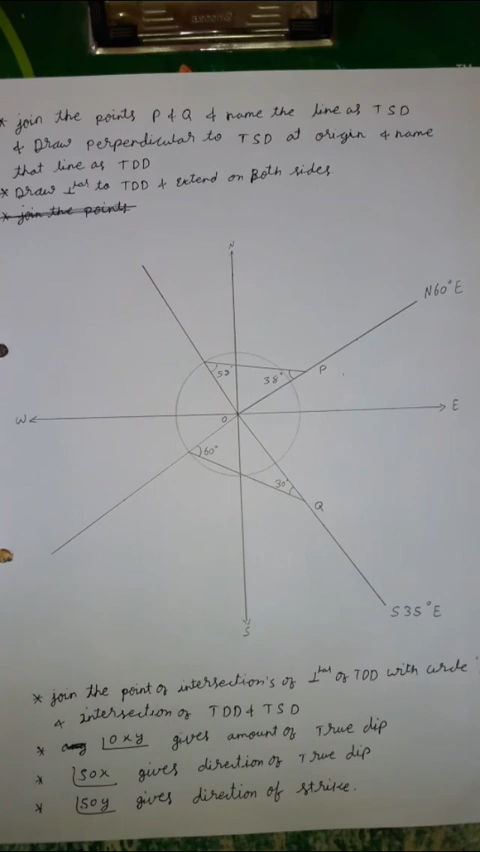 * join the points P & Q & name the line as TSD
& Draw perpendicular to TSD at origin & name
that line as TDD
* Draw ⊥lar to TDD & Extend on Both sides
* join the points
N
N60°E
52°
38°
P
W
O
E
60°
30°
Q
S35°E
S
* join the point of intersection's of ⊥lar of TDD with circle
& intersection of TDD & TSD
* ∠oxy gives amount of True dip
* ∠sox gives direction of True dip
* ∠soy gives direction of strike.